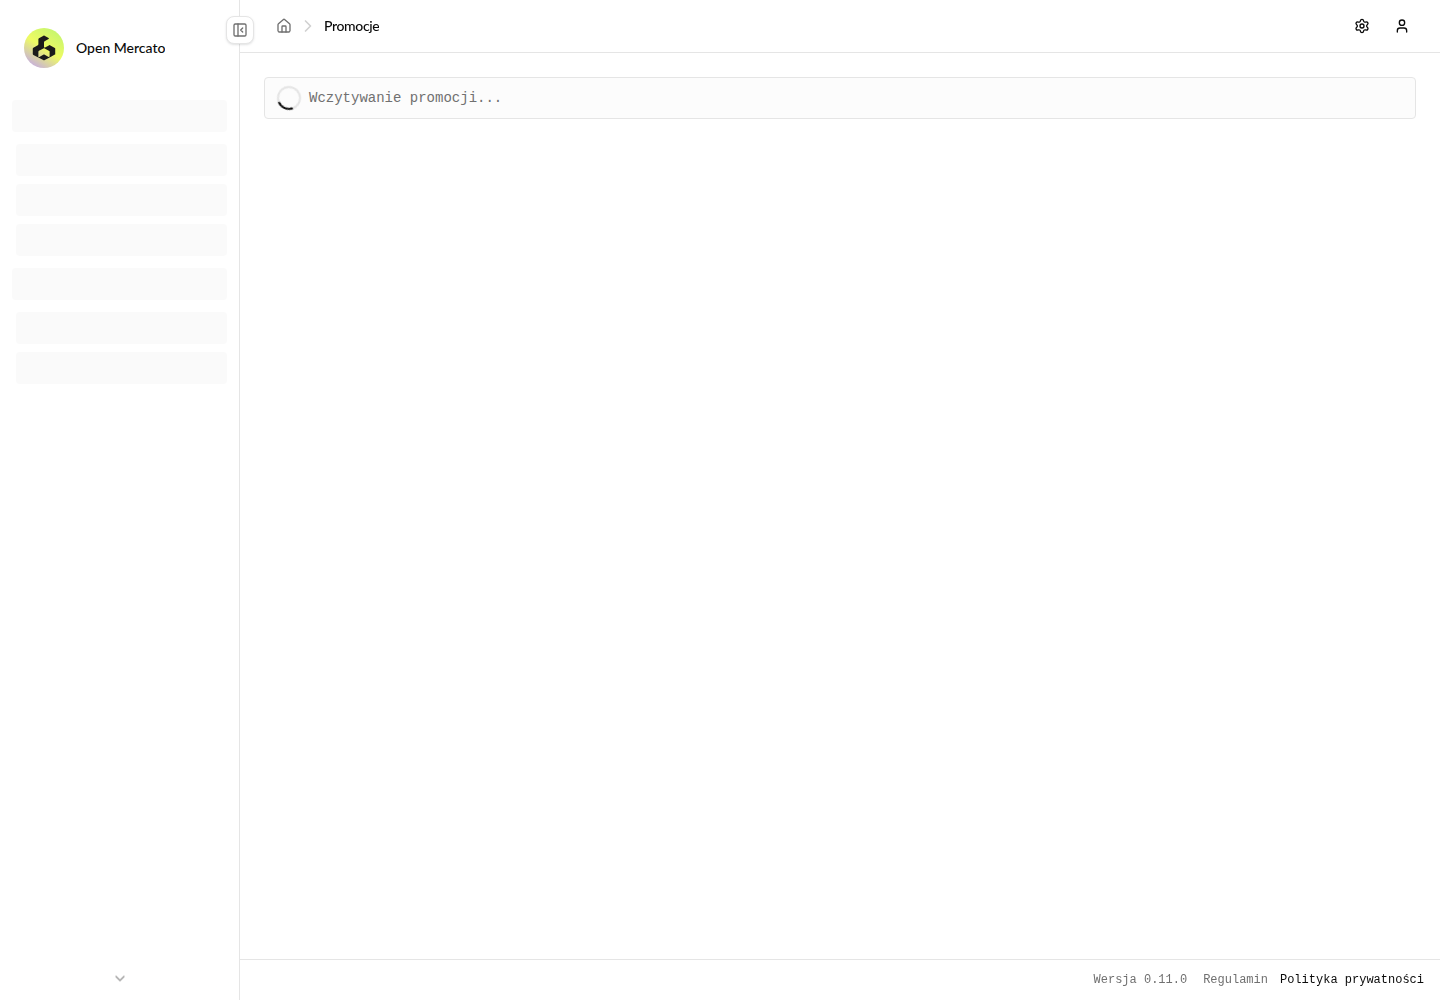 Open Mercato
Promocje
Wczytywanie promocji...
Wersja 0.11.0 Regulamin Polityka prywatności